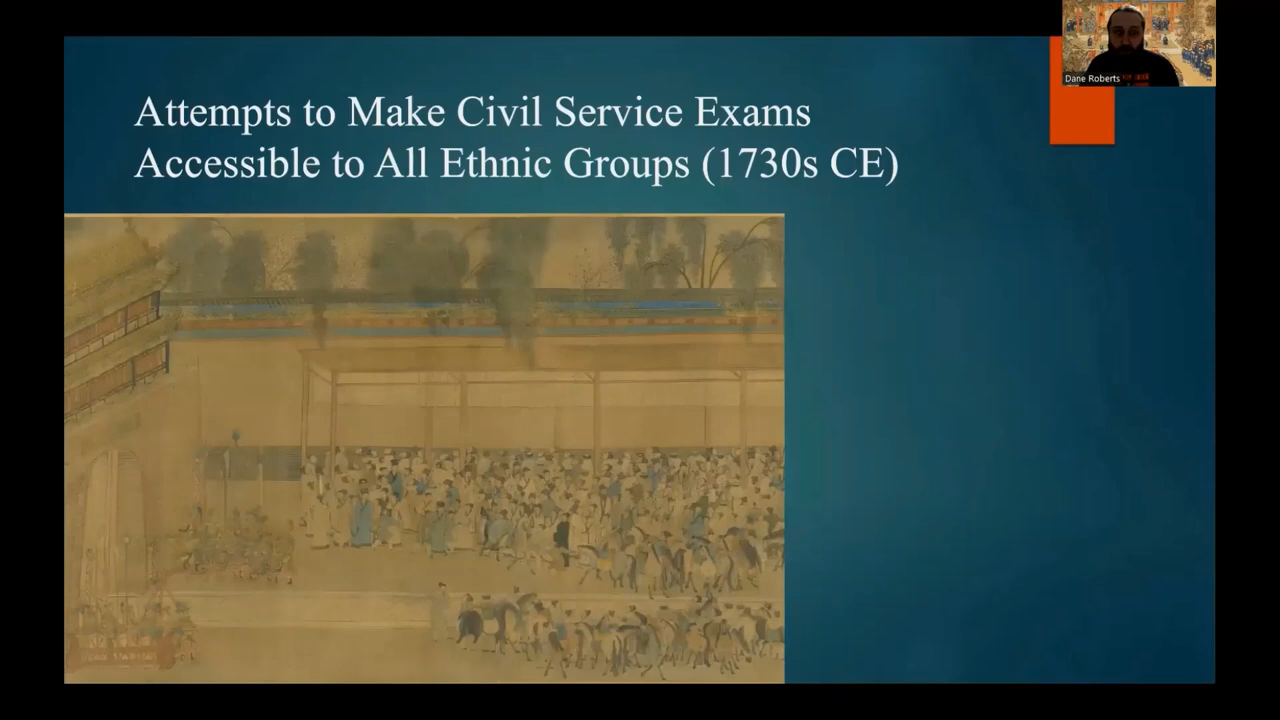 Attempts to Make Civil Service Exams
Accessible to All Ethnic Groups (1730s CE)
Dane Roberts